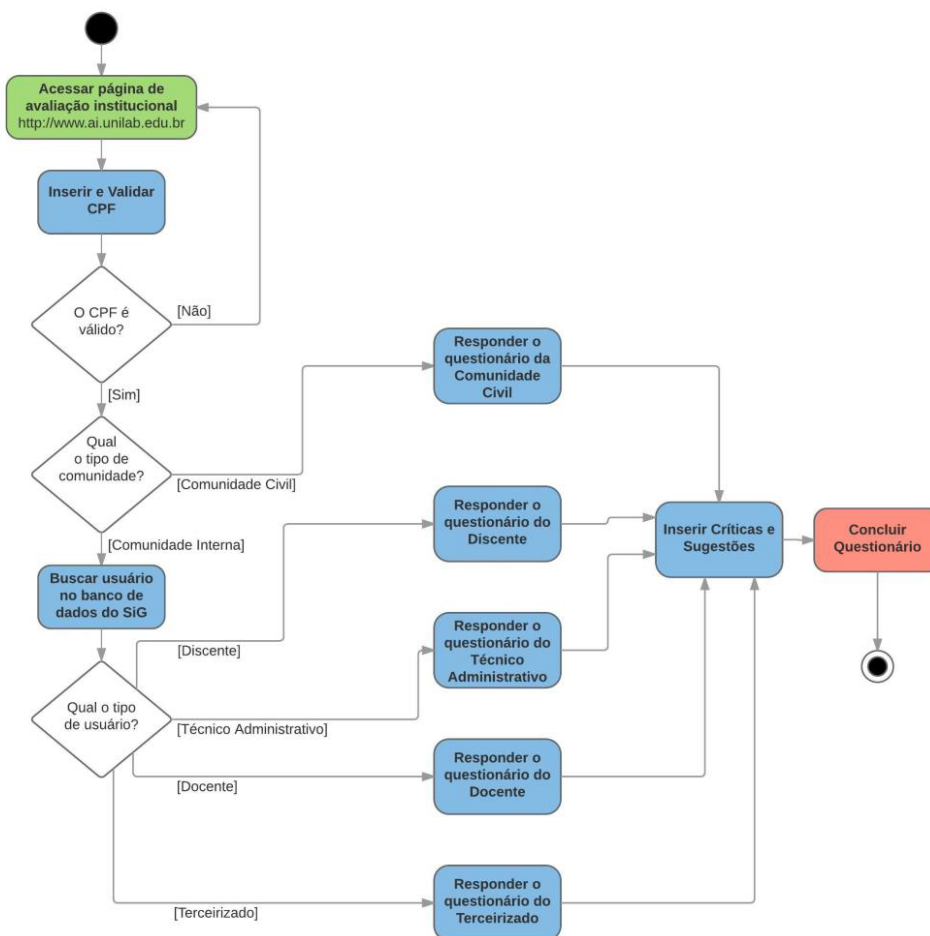 Acessar página de
avaliação institucional
http://www.ai.unilab.edu.br
Inserir e Validar
CPF
O CPF é
válido?
[Não]
[Sim]
Qual
o tipo de
comunidade?
[Comunidade Civil]
[Comunidade Interna]
Buscar usuário
no banco de
dados do SiG
Qual o tipo
de usuário?
[Discente]
[Técnico Administrativo]
[Docente]
[Terceirizado]
Responder o
questionário da
Comunidade
Civil
Responder o
questionário do
Discente
Responder o
questionário do
Técnico
Administrativo
Responder o
questionário do
Docente
Responder o
questionário do
Terceirizado
Inserir Críticas e
Sugestões
Concluir
Questionário